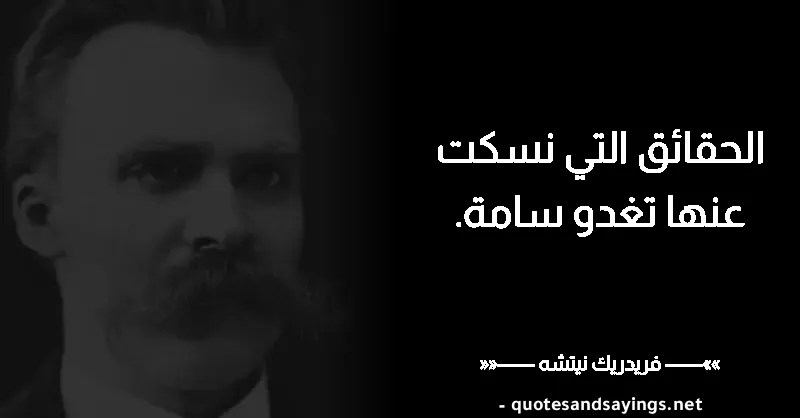 الحقائق التي نسكت
عنها تغدو سامة.
»»—— فريدريك نيتشه ——««
- quotesandsayings.net